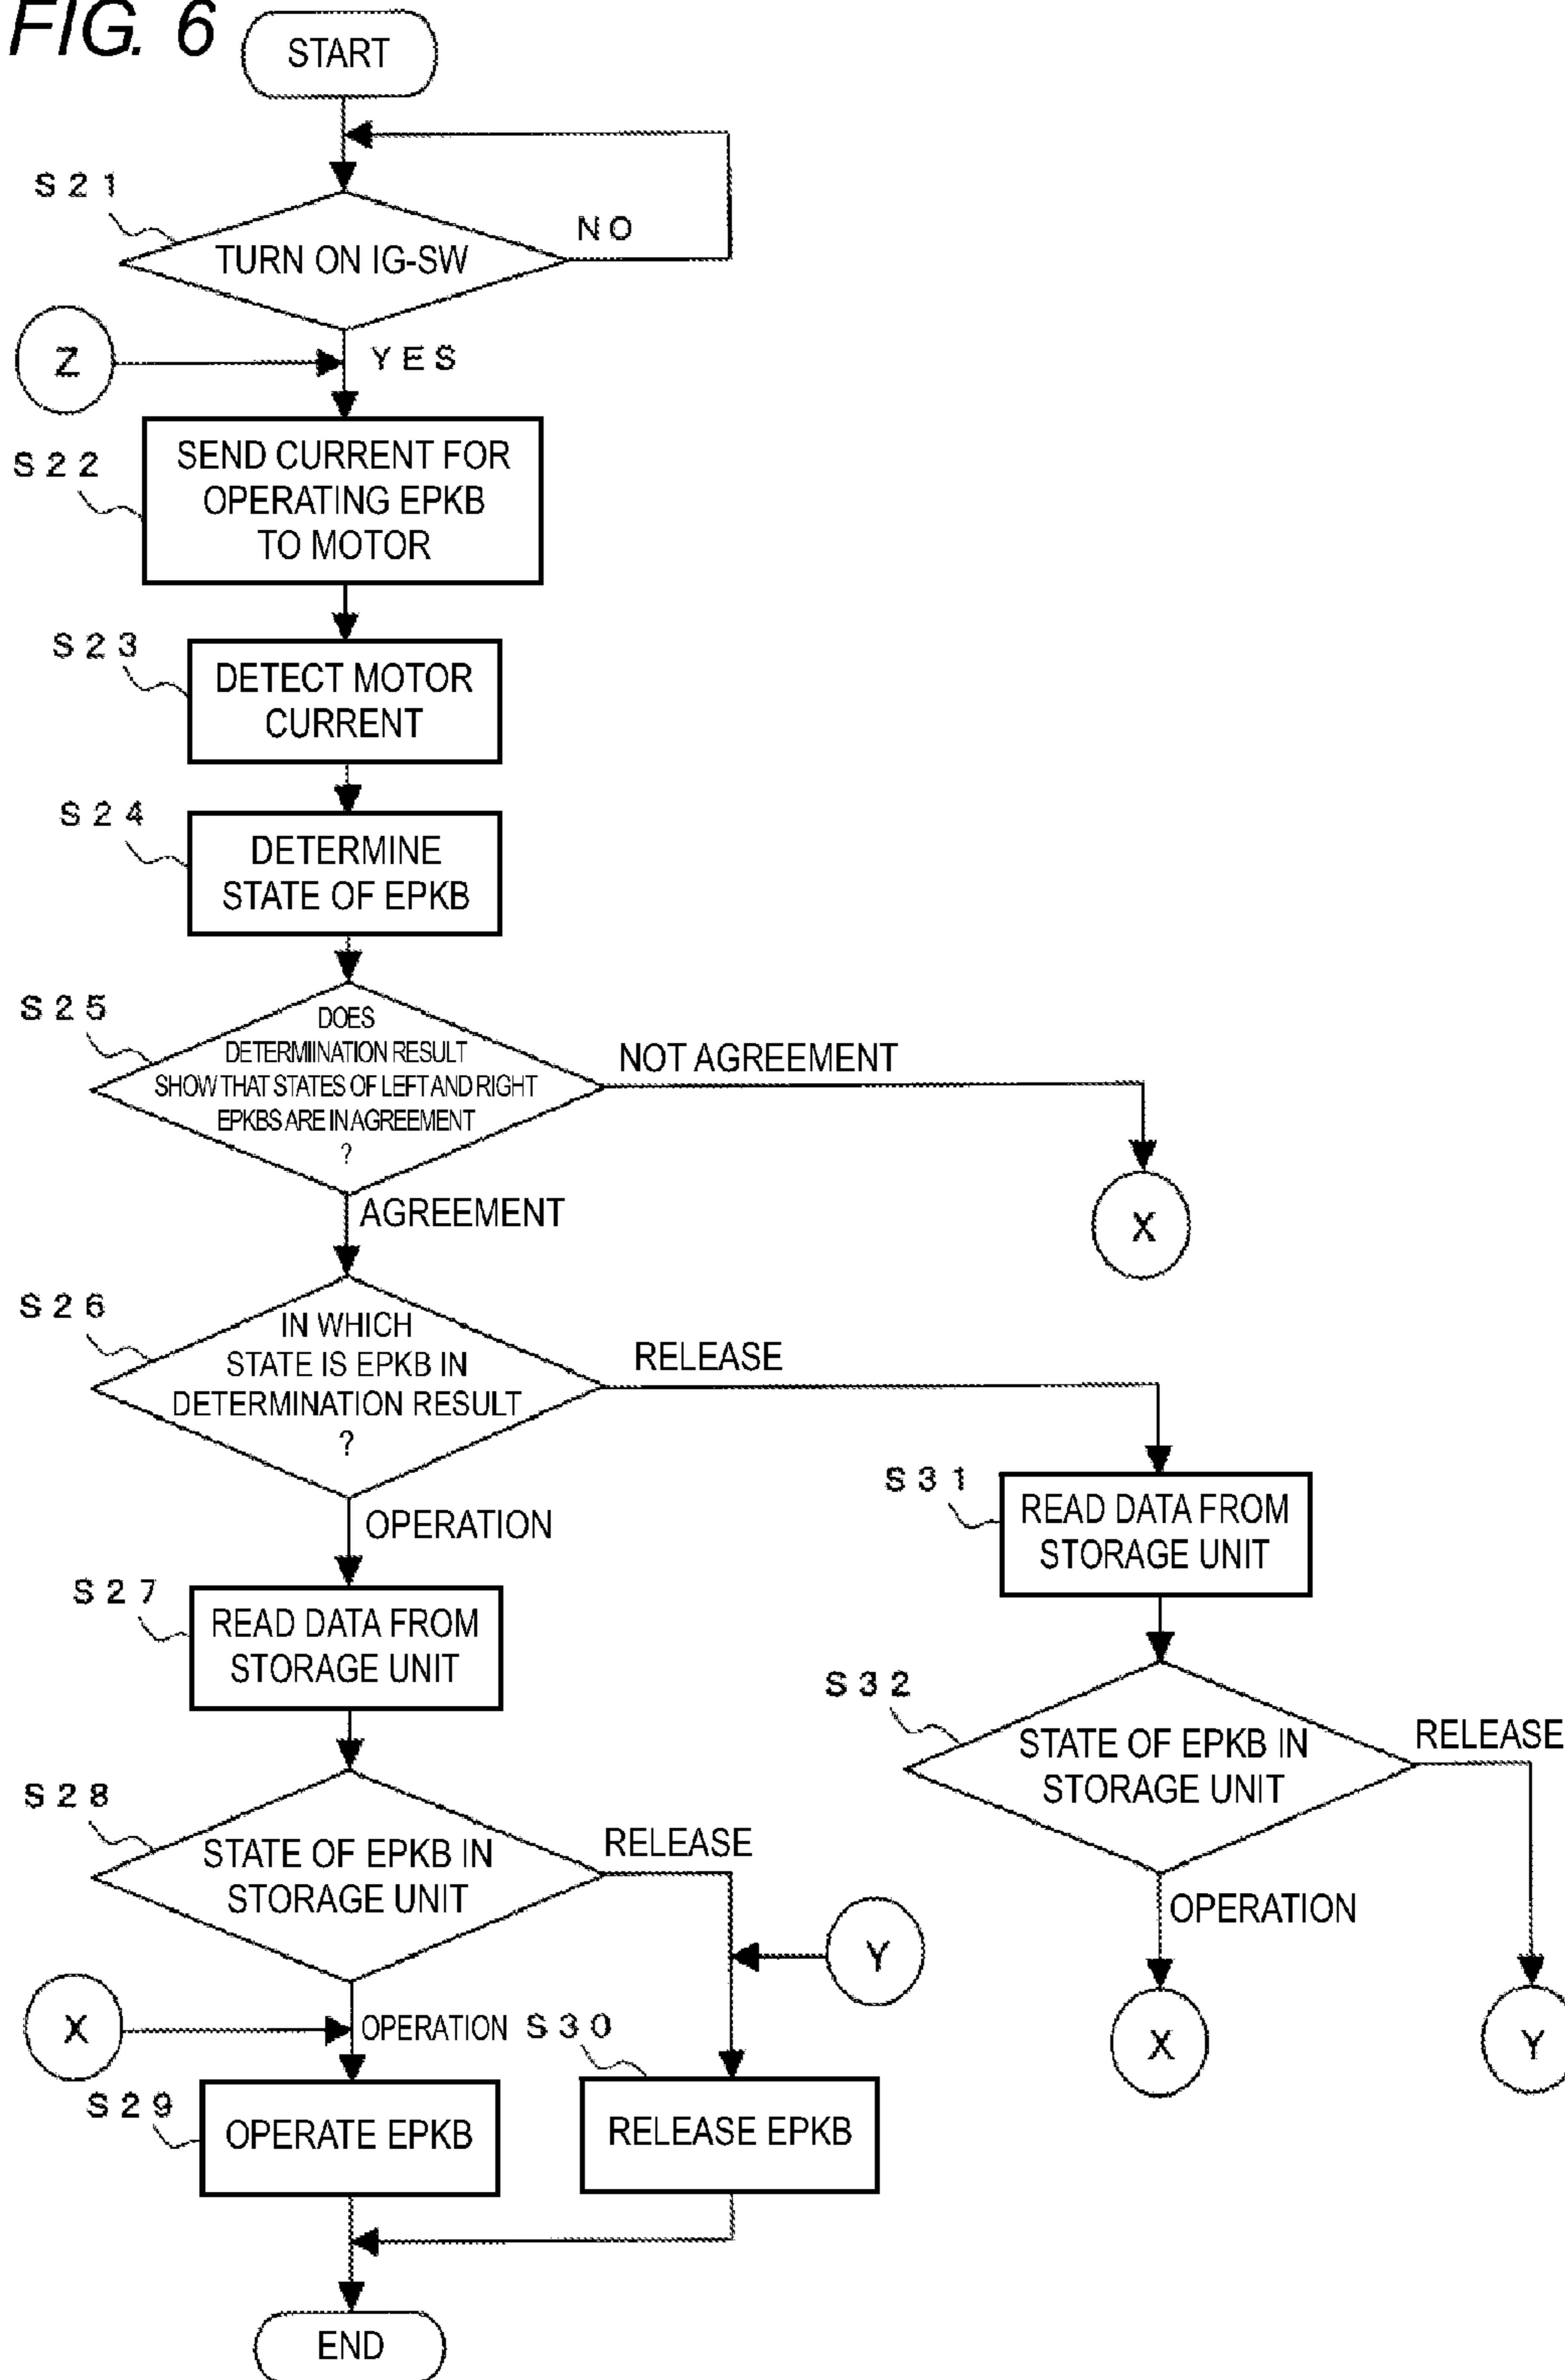 FIG. 6
START
S21
TURN ON IG-SW
NO
Z
YES
S22
SEND CURRENT FOR
OPERATING EPKB
TO MOTOR
S23
DETECT MOTOR
CURRENT
S24
DETERMINE
STATE OF EPKB
S25
DOES
DETERMIINATION RESULT
SHOW THAT STATES OF LEFT AND RIGHT
EPKBS ARE IN AGREEMENT
?
NOT AGREEMENT
X
AGREEMENT
S26
IN WHICH
STATE IS EPKB IN
DETERMINATION RESULT
?
RELEASE
OPERATION
S31
READ DATA FROM
STORAGE UNIT
S27
READ DATA FROM
STORAGE UNIT
S32
STATE OF EPKB IN
STORAGE UNIT
RELEASE
OPERATION
X
Y
S28
STATE OF EPKB IN
STORAGE UNIT
RELEASE
Y
X
OPERATION
S30
S29
OPERATE EPKB
RELEASE EPKB
END